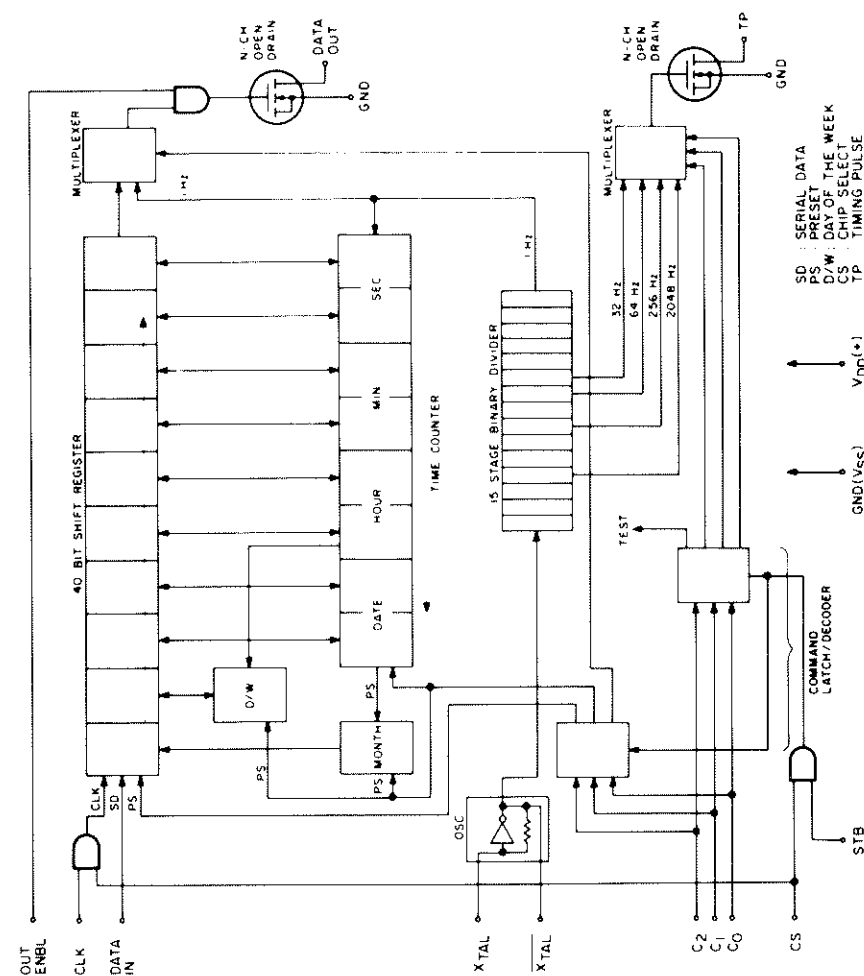 OUT
ENBL
CLK
DATA
IN
XTAL
XTAL
C2
C1
C0
CS
STB
CLK
SD
PS
40 BIT SHIFT REGISTER
MULTIPLEXER
N-CH
OPEN
DRAIN
DATA
OUT
GND
1 Hz
D/W
PS
MONTH
PS
PS
DATE
HOUR
MIN
SEC
TIME COUNTER
OSC
15 STAGE BINARY DIVIDER
1 Hz
32 Hz
64 Hz
256 Hz
2048 Hz
MULTIPLEXER
N-CH
OPEN
DRAIN
TP
GND
TEST
COMMAND
LATCH/DECODER
GND(VSS)
VDD(+)
SD : SERIAL DATA
PS : PRESET
D/W : DAY OF THE WEEK
CS : CHIP SELECT
TP : TIMING PULSE